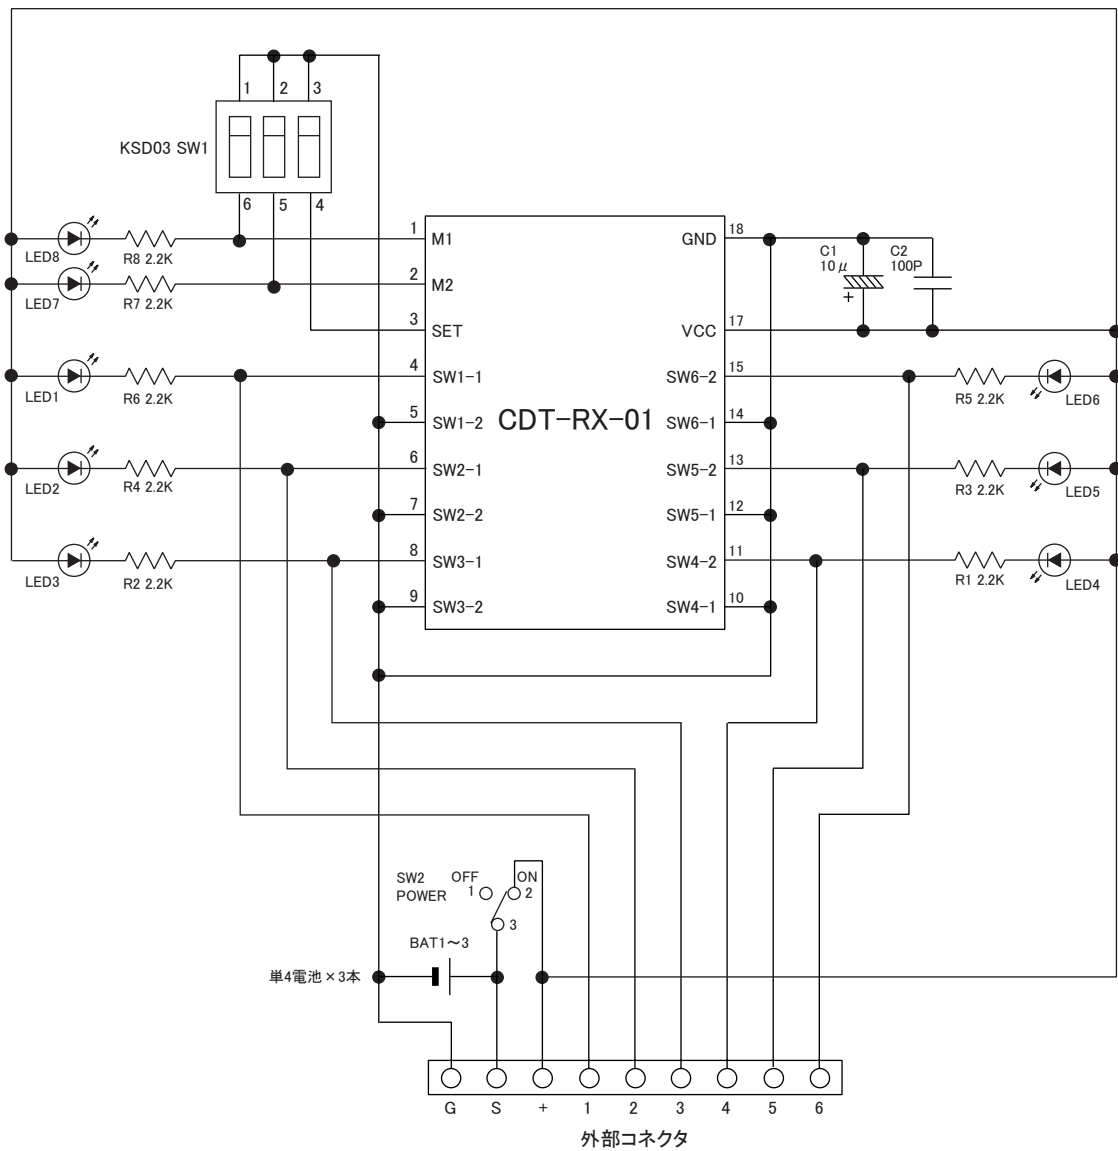 1 2 3
KSD03 SW1
6 5 4
LED8
R8 2.2K
1
M1
GND
18
C1
10μ
+
C2
100P
LED7
R7 2.2K
2
M2
3
SET
VCC
17
LED1
R6 2.2K
4
SW1-1
SW6-2
15
R5 2.2K
LED6
5
SW1-2
CDT-RX-01
SW6-1
14
LED2
R4 2.2K
6
SW2-1
SW5-2
13
R3 2.2K
LED5
7
SW2-2
SW5-1
12
LED3
R2 2.2K
8
SW3-1
SW4-2
11
R1 2.2K
LED4
9
SW3-2
SW4-1
10
SW2
POWER
OFF
1
ON
2
3
BAT1～3
単4電池×3本
G S + 1 2 3 4 5 6
外部コネクタ